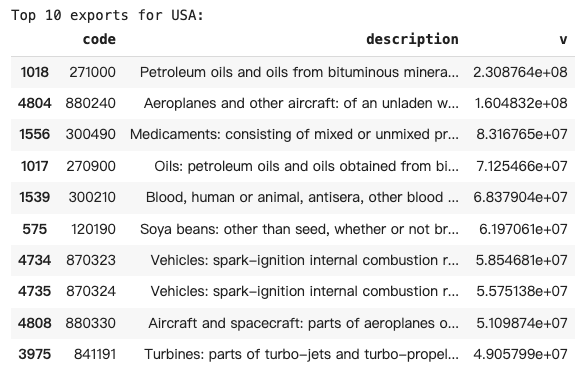 Top 10 exports for USA:
code description v
1018 271000 Petroleum oils and oils from bituminous minera... 2.308764e+08
4804 880240 Aeroplanes and other aircraft: of an unladen w... 1.604832e+08
1556 300490 Medicaments: consisting of mixed or unmixed pr... 8.316765e+07
1017 270900 Oils: petroleum oils and oils obtained from bi... 7.125466e+07
1539 300210 Blood, human or animal, antisera, other blood ... 6.837904e+07
575 120190 Soya beans: other than seed, whether or not br... 6.197061e+07
4734 870323 Vehicles: spark-ignition internal combustion r... 5.854681e+07
4735 870324 Vehicles: spark-ignition internal combustion r... 5.575138e+07
4808 880330 Aircraft and spacecraft: parts of aeroplanes o... 5.109874e+07
3975 841191 Turbines: parts of turbo-jets and turbo-propel... 4.905799e+07